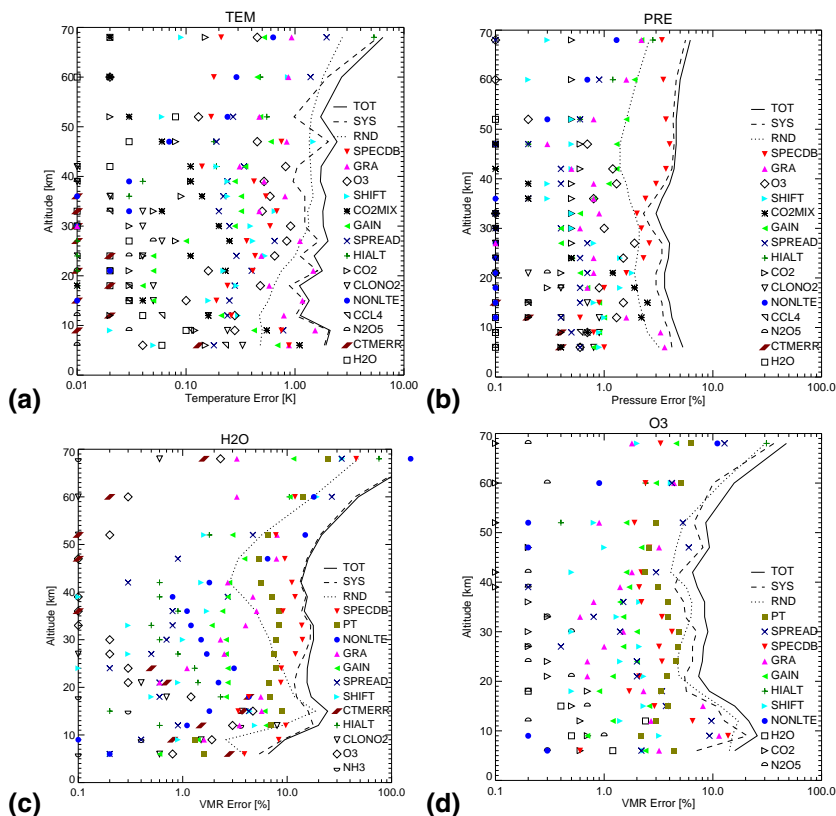 TEM
70
60
50
40
30
20
10
0
Altitude [km]
TOT
SYS
RND
SPECDB
GRA
O3
SHIFT
CO2MIX
GAIN
SPREAD
HIALT
CO2
CLONO2
NONLTE
CCL4
N2O5
CTMERR
H2O
0.01
0.10
1.00
10.00
Temperature Error [K]
(a)
PRE
70
60
50
40
30
20
10
0
Altitude [km]
TOT
SYS
RND
SPECDB
GRA
O3
SHIFT
CO2MIX
GAIN
SPREAD
HIALT
CO2
CLONO2
NONLTE
CCL4
N2O5
CTMERR
H2O
0.1
1.0
10.0
100.0
Pressure Error [%]
(b)
H2O
70
60
50
40
30
20
10
0
Altitude [km]
TOT
SYS
RND
SPECDB
PT
NONLTE
GRA
GAIN
SPREAD
SHIFT
CTMERR
HIALT
CLONO2
O3
NH3
0.1
1.0
10.0
100.0
VMR Error [%]
(c)
O3
70
60
50
40
30
20
10
0
Altitude [km]
TOT
SYS
RND
PT
SPREAD
SPECDB
GRA
GAIN
HIALT
SHIFT
NONLTE
H2O
CO2
N2O5
0.1
1.0
10.0
100.0
VMR Error [%]
(d)